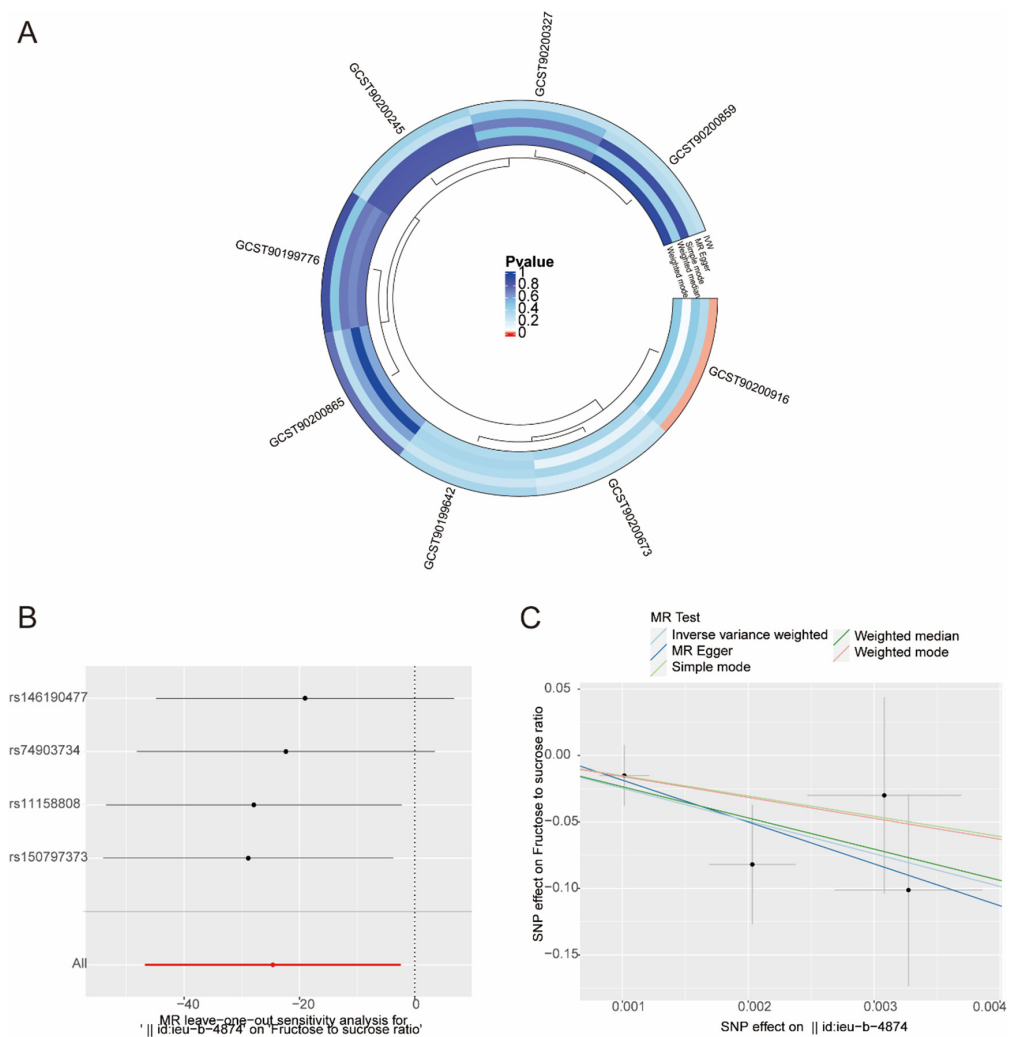 A
GCST90200327
GCST90200245
GCST90200859
GCST90199776
IVW
MR Egger
Simple mode
Weighted median
Weighted mode
Pvalue
1
0.8
0.6
0.4
0.2
0
GCST90200916
GCST90200865
GCST90199642
GCST90200673
B
rs146190477
rs74903734
rs11158808
rs150797373
All
−40
−20
0
MR leave−one−out sensitivity analysis for
' || id:ieu−b−4874' on 'Fructose to sucrose ratio'
C
MR Test
Inverse variance weighted
MR Egger
Simple mode
Weighted median
Weighted mode
0.05
0.00
−0.05
−0.10
−0.15
SNP effect on Fructose to sucrose ratio
0.001
0.002
0.003
0.004
SNP effect on || id:ieu−b−4874